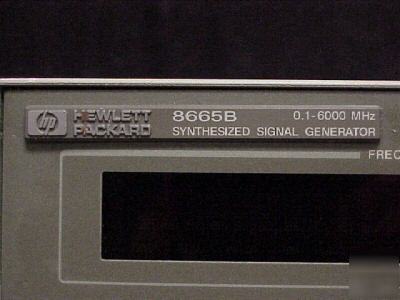 hp HEWLETT PACKARD
8665B 0.1-6000 MHz
SYNTHESIZED SIGNAL GENERATOR
FREQ